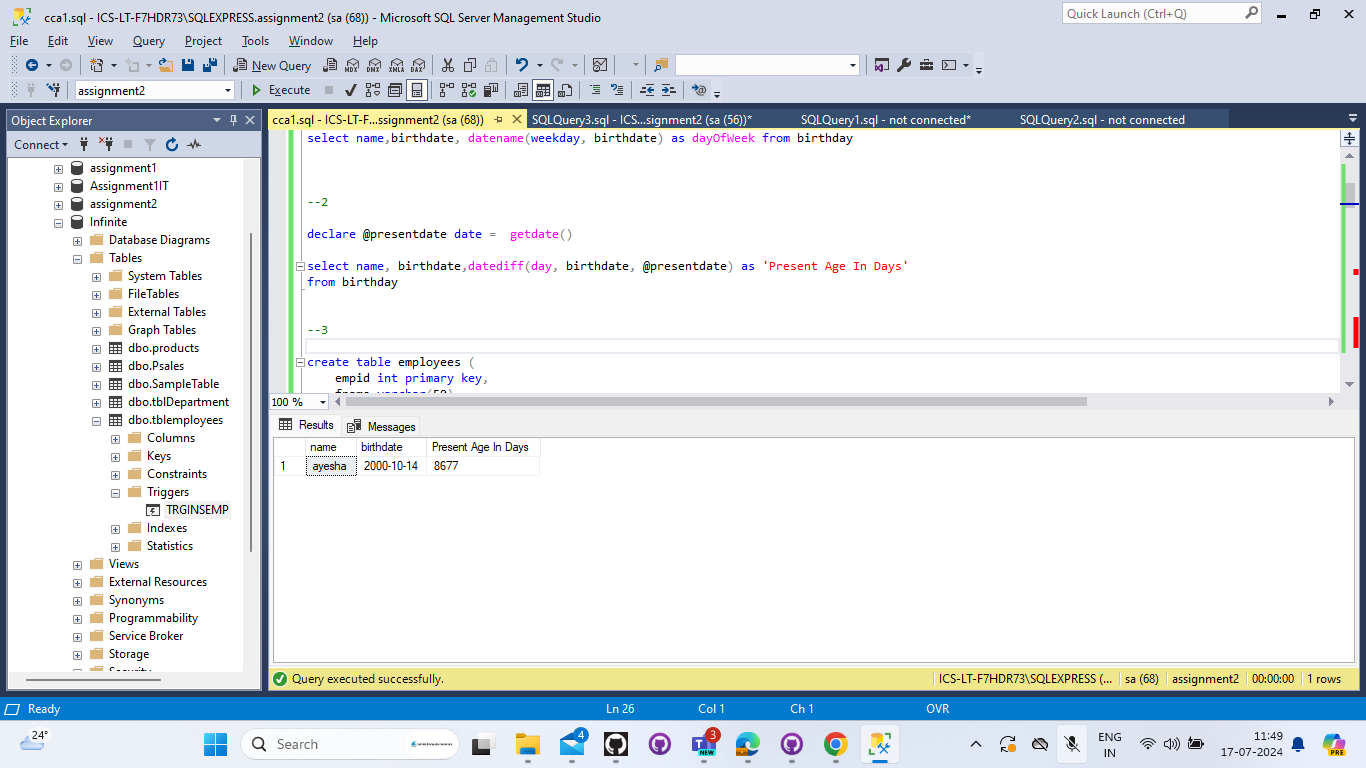 cca1.sql - ICS-LT-F7HDR73\SQLEXPRESS.assignment2 (sa (68)) - Microsoft SQL Server Management Studio
Quick Launch (Ctrl+Q)
File Edit View Query Project Tools Window Help
New Query MDX DMX XMLA DAX
assignment2 Execute
Object Explorer
cca1.sql - ICS-LT-F...ssignment2 (sa (68)) SQLQuery3.sql - ICS...signment2 (sa (56))* SQLQuery1.sql - not connected* SQLQuery2.sql - not connected
Connect
assignment1
Assignment1IT
assignment2
Infinite
Database Diagrams
Tables
System Tables
FileTables
External Tables
Graph Tables
dbo.products
dbo.Psales
dbo.SampleTable
dbo.tblDepartment
dbo.tblemployees
Columns
Keys
Constraints
Triggers
TRGINSEMP
Indexes
Statistics
Views
External Resources
Synonyms
Programmability
Service Broker
Storage
select name,birthdate, datename(weekday, birthdate) as dayOfWeek from birthday
--2
declare @presentdate date =  getdate()
select name, birthdate,datediff(day, birthdate, @presentdate) as 'Present Age In Days'
from birthday
--3
create table employees (
empid int primary key,
100 %
Results Messages
name birthdate Present Age In Days
1 ayesha 2000-10-14 8677
Query executed successfully. ICS-LT-F7HDR73\SQLEXPRESS (... sa (68) assignment2 00:00:00 1 rows
Ready Ln 26 Col 1 Ch 1 OVR
24°
Search
4
NEW
3
ENG
IN
11:49
17-07-2024
PRE